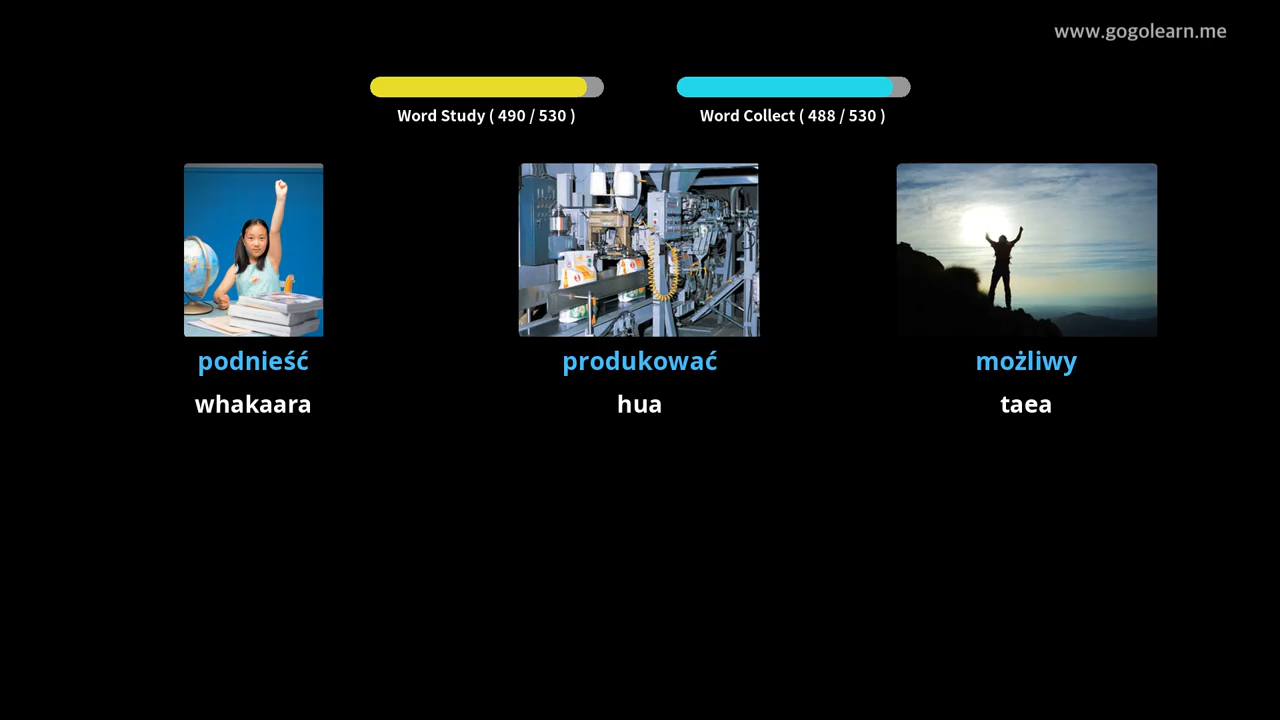 www.gogolearn.me
Word Study ( 490 / 530 )
Word Collect ( 488 / 530 )
podnieść
whakaara
produkować
hua
możliwy
taea